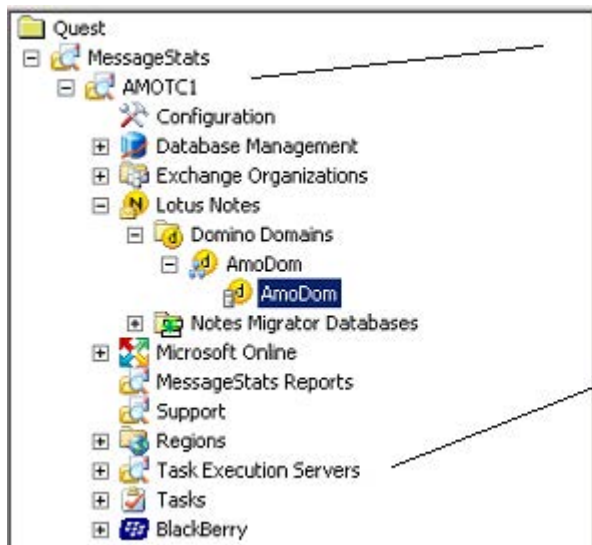 Quest
MessageStats
AMOTC1
Configuration
Database Management
Exchange Organizations
Lotus Notes
Domino Domains
AmoDom
AmoDom
Notes Migrator Databases
Microsoft Online
MessageStats Reports
Support
Regions
Task Execution Servers
Tasks
BlackBerry